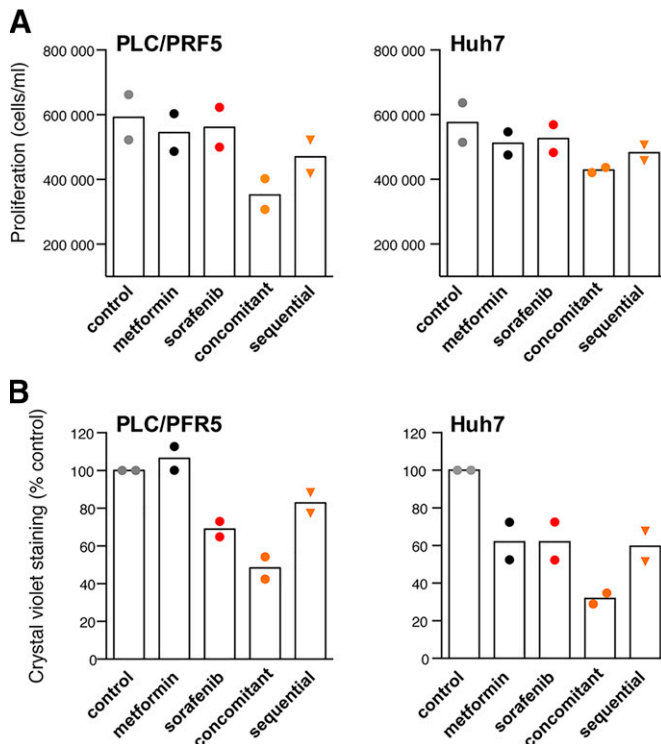 A
PLC/PRF5
Huh7
Proliferation (cells/ml)
800 000
600 000
400 000
200 000
control
metformin
sorafenib
concomitant
sequential
800 000
600 000
400 000
200 000
control
metformin
sorafenib
concomitant
sequential
B
PLC/PFR5
Huh7
Crystal violet staining (% control)
120
100
80
60
40
20
0
control
metformin
sorafenib
concomitant
sequential
120
100
80
60
40
20
0
control
metformin
sorafenib
concomitant
sequential